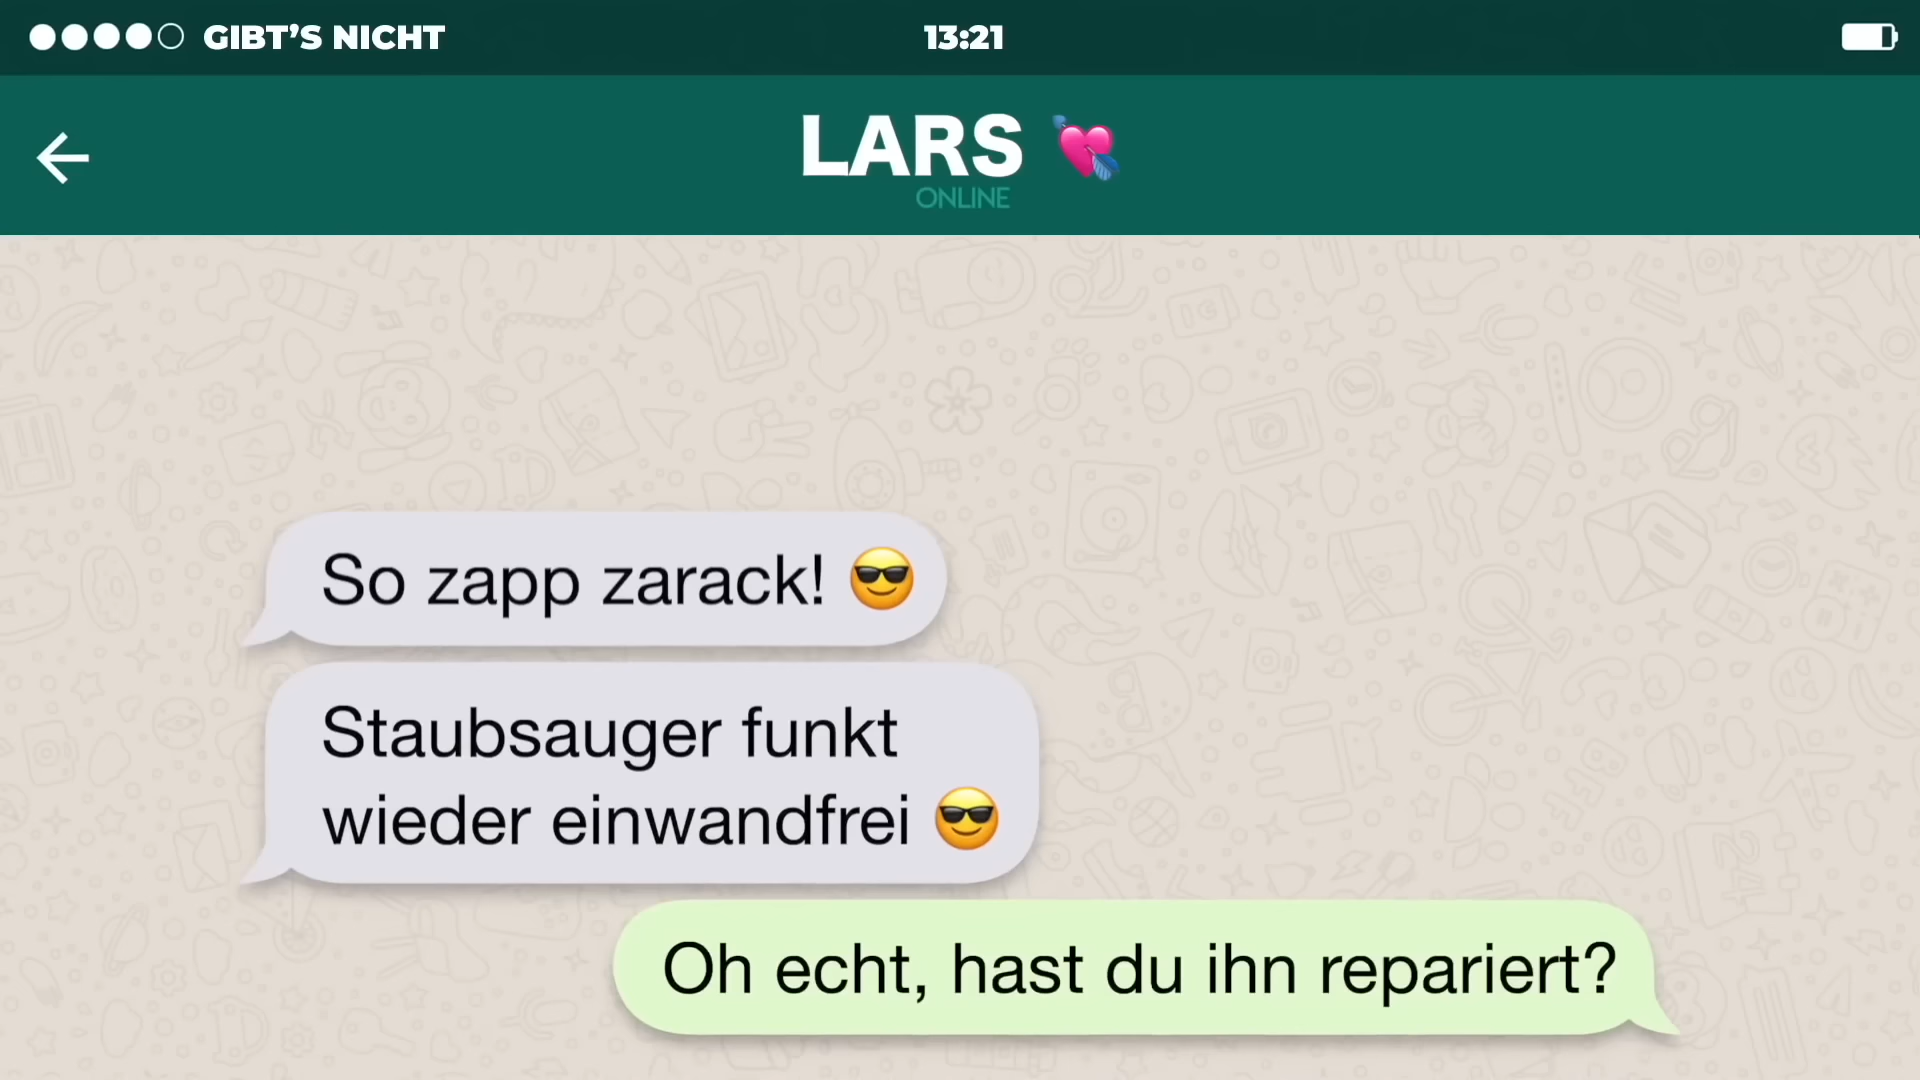 GIBT'S NICHT
13:21
LARS 💘
ONLINE
So zapp zarack! 😎
Staubsauger funkt
wieder einwandfrei 😎
Oh echt, hast du ihn repariert?